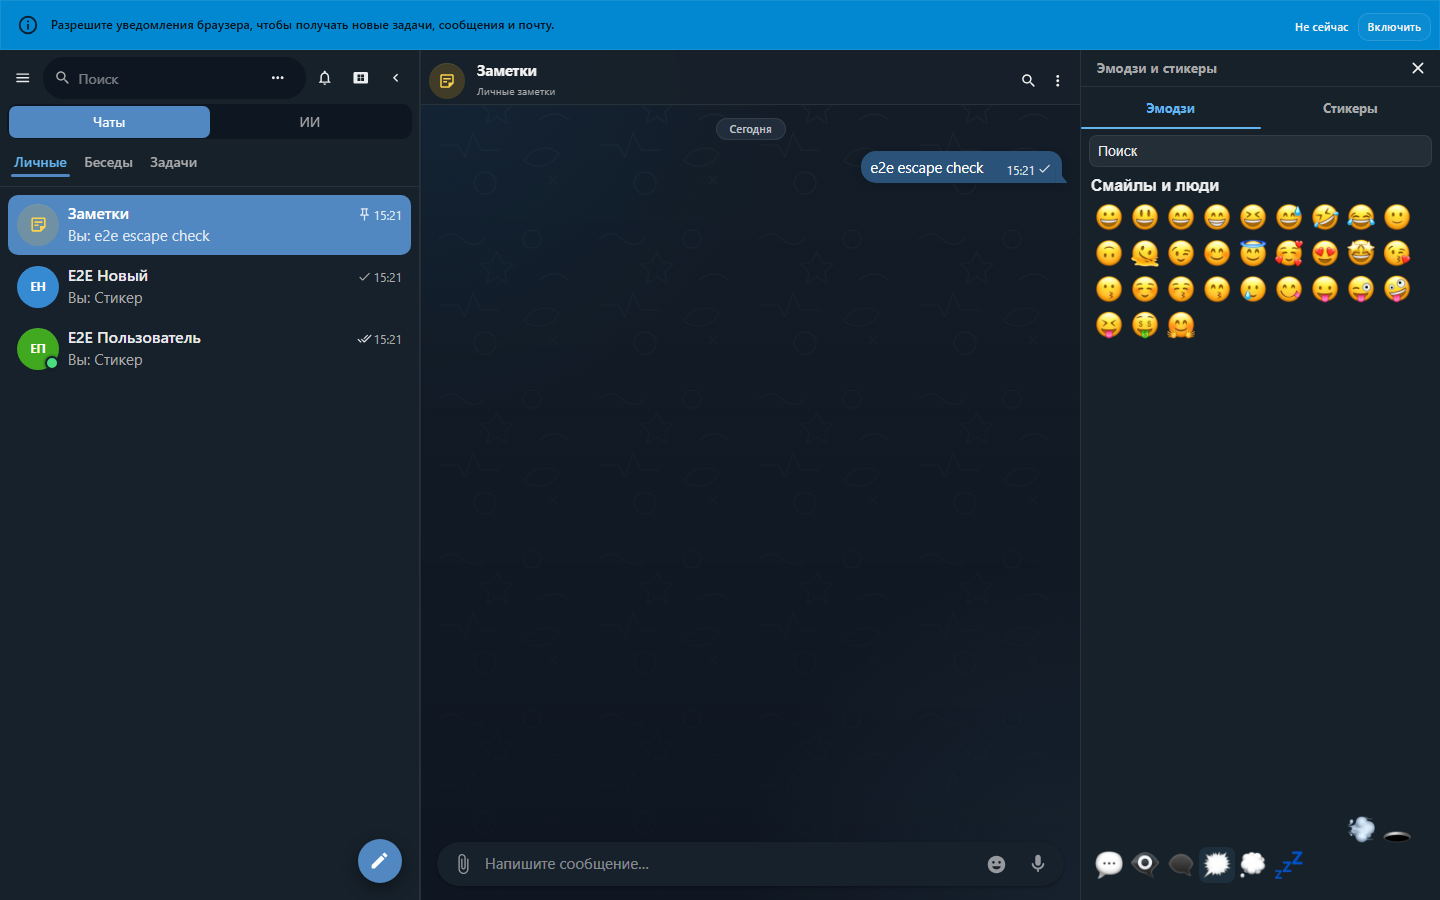 Разрешите уведомления браузера, чтобы получать новые задачи, сообщения и почту.
Не сейчас
Включить
Поиск
Чаты
ИИ
Личные
Беседы
Задачи
Заметки
15:21
Вы: e2e escape check
ЕН
E2E Новый
15:21
Вы: Стикер
ЕП
E2E Пользователь
15:21
Вы: Стикер
Заметки
Личные заметки
Сегодня
e2e escape check
15:21
Напишите сообщение...
Эмодзи и стикеры
Эмодзи
Стикеры
Поиск
Смайлы и люди